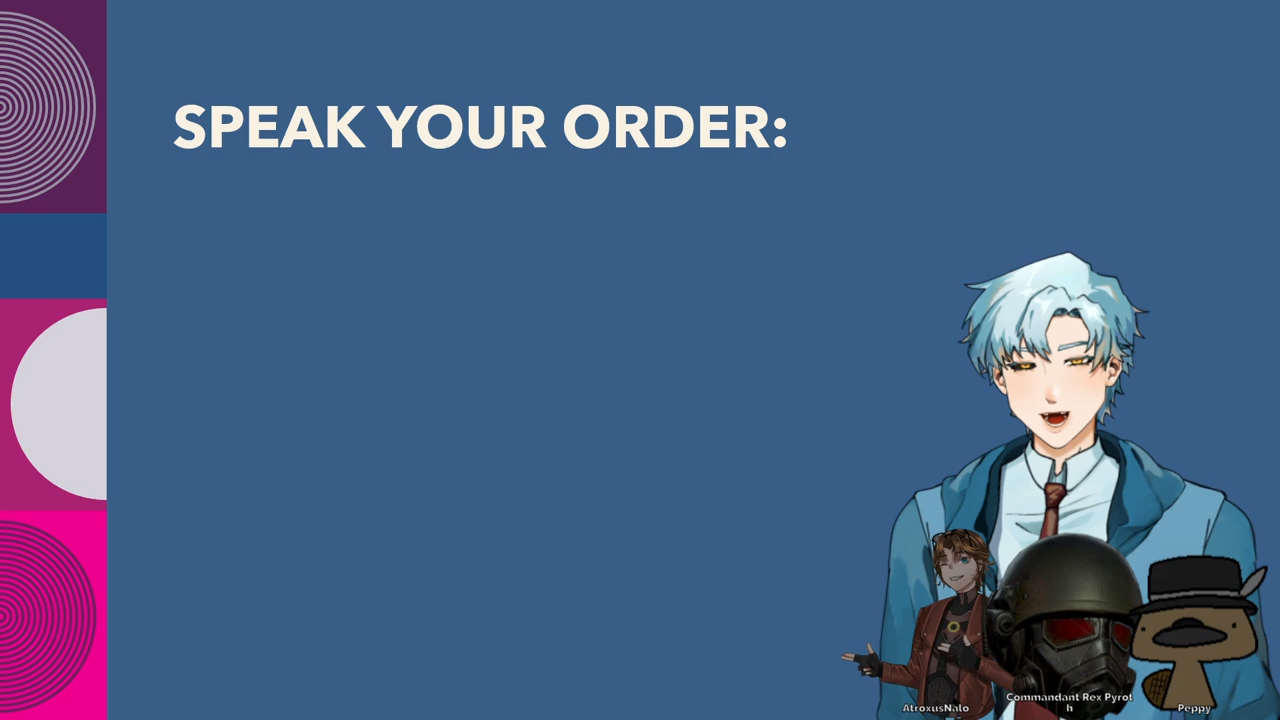 SPEAK YOUR ORDER:
AtroxusNalo
Commandant Rex Pyrot
h
Peppy